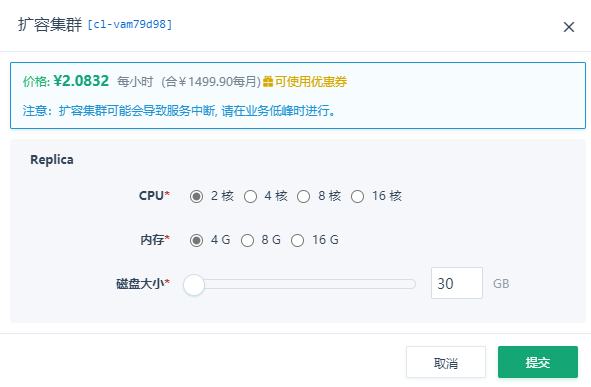 扩容集群 [cl-vam79d98]
价格: ¥2.0832 每小时 (合¥1499.90每月) 可使用优惠券
注意：扩容集群可能会导致服务中断, 请在业务低峰时进行。
Replica
CPU* 2 核 4 核 8 核 16 核
内存* 4 G 8 G 16 G
磁盘大小* 30 GB
取消 提交